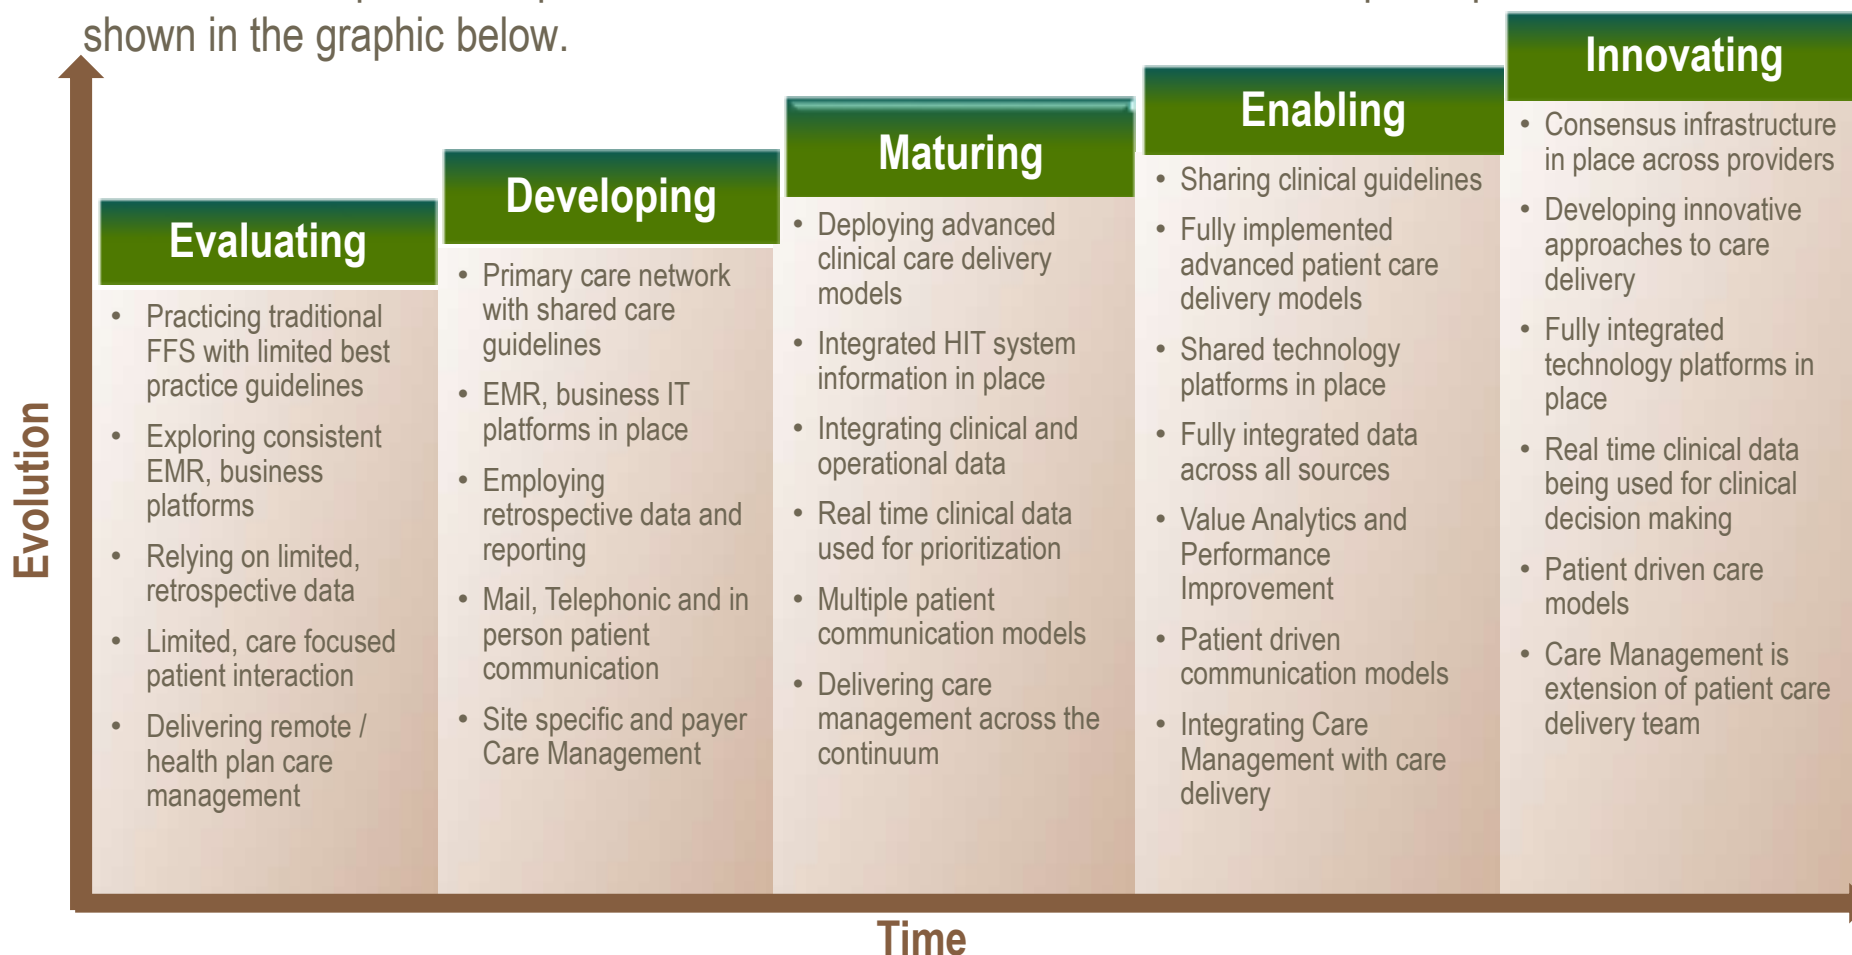 shown in the graphic below.
Evolution
Evaluating
• Practicing traditional
FFS with limited best
practice guidelines
• Exploring consistent
EMR, business
platforms
• Relying on limited,
retrospective data
• Limited, care focused
patient interaction
• Delivering remote /
health plan care
management
Developing
• Primary care network
with shared care
guidelines
• EMR, business IT
platforms in place
• Employing
retrospective data and
reporting
• Mail, Telephonic and in
person patient
communication
• Site specific and payer
Care Management
Maturing
• Deploying advanced
clinical care delivery
models
• Integrated HIT system
information in place
• Integrating clinical and
operational data
• Real time clinical data
used for prioritization
• Multiple patient
communication models
• Delivering care
management across the
continuum
Enabling
• Sharing clinical guidelines
• Fully implemented
advanced patient care
delivery models
• Shared technology
platforms in place
• Fully integrated data
across all sources
• Value Analytics and
Performance
Improvement
• Patient driven
communication models
• Integrating Care
Management with care
delivery
Innovating
• Consensus infrastructure
in place across providers
• Developing innovative
approaches to care
delivery
• Fully integrated
technology platforms in
place
• Real time clinical data
being used for clinical
decision making
• Patient driven care
models
• Care Management is
extension of patient care
delivery team
Time